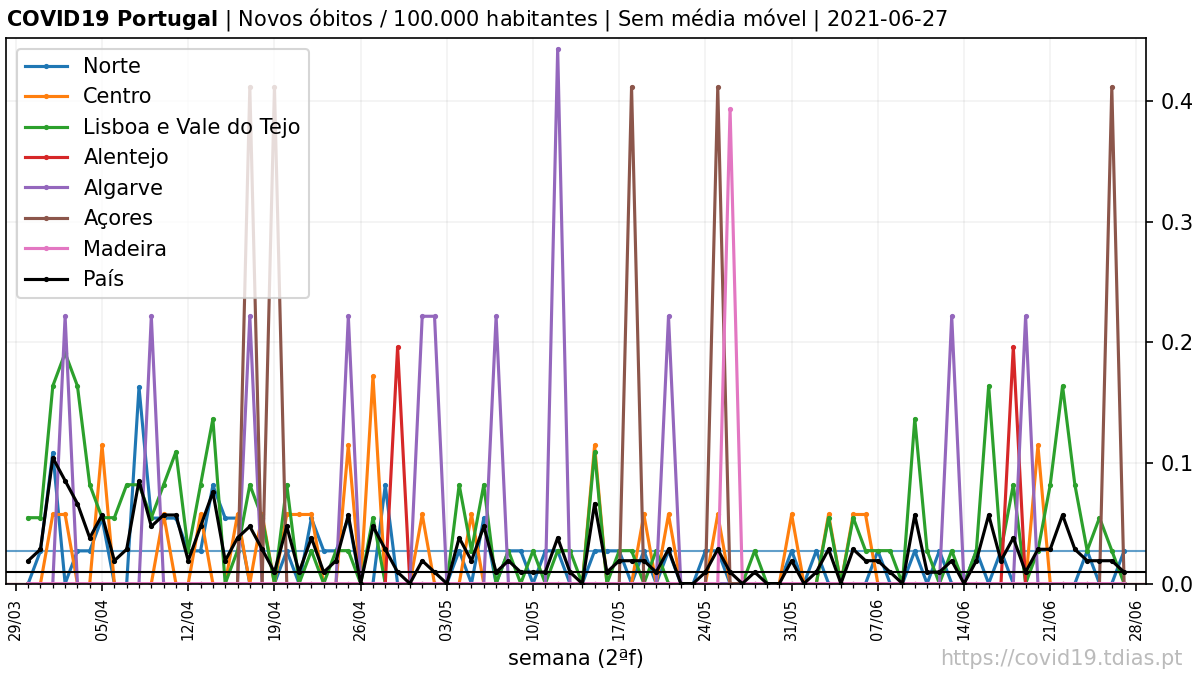 COVID19 Portugal | Novos óbitos / 100.000 habitantes | Sem média móvel | 2021-06-27
Norte
Centro
Lisboa e Vale do Tejo
Alentejo
Algarve
Açores
Madeira
País
0.4
0.3
0.2
0.1
0.0
29/03 05/04 12/04 19/04 26/04 03/05 10/05 17/05 24/05 31/05 07/06 14/06 21/06 28/06
semana (2ªf)
https://covid19.tdias.pt